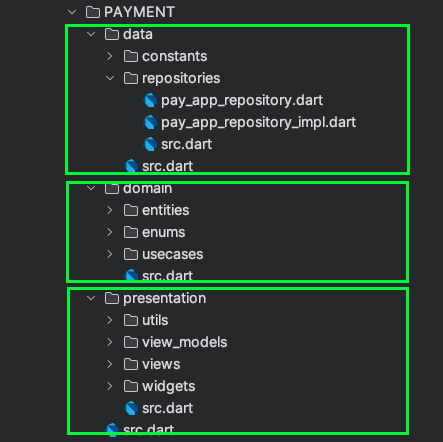 PAYMENT
data
constants
repositories
pay_app_repository.dart
pay_app_repository_impl.dart
src.dart
src.dart
domain
entities
enums
usecases
src.dart
presentation
utils
view_models
views
widgets
src.dart
src.dart